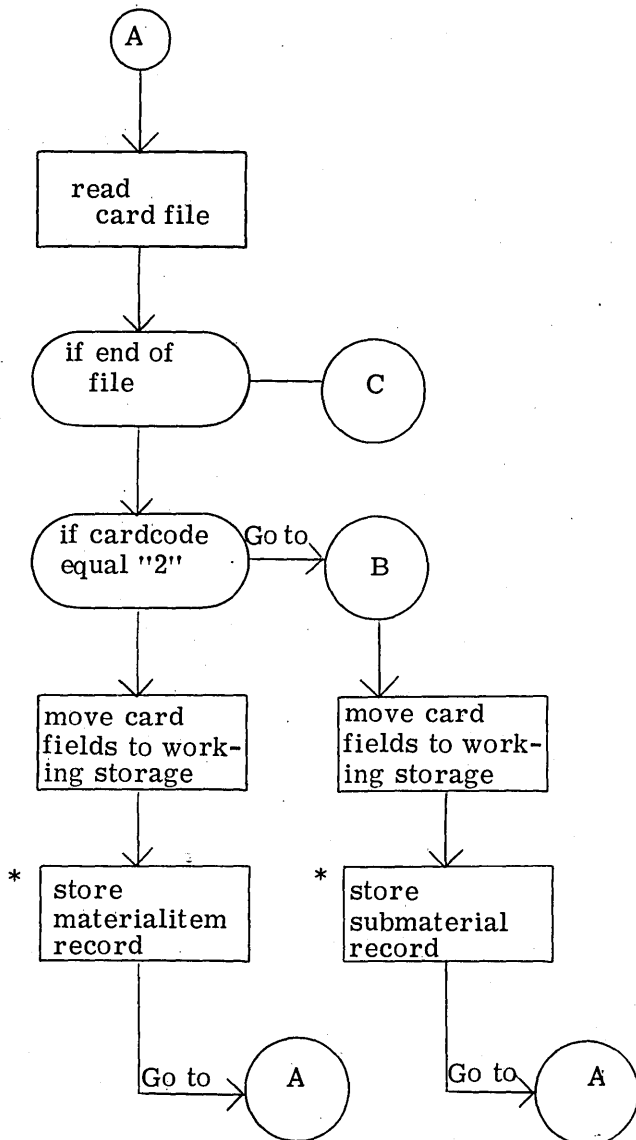 A
read
card file
if end of
file
C
if cardcode
equal "2"
Go to
B
move card
fields to work-
ing storage
move card
fields to work-
ing storage
*
store
materialitem
record
*
store
submaterial
record
Go to
A
Go to
A